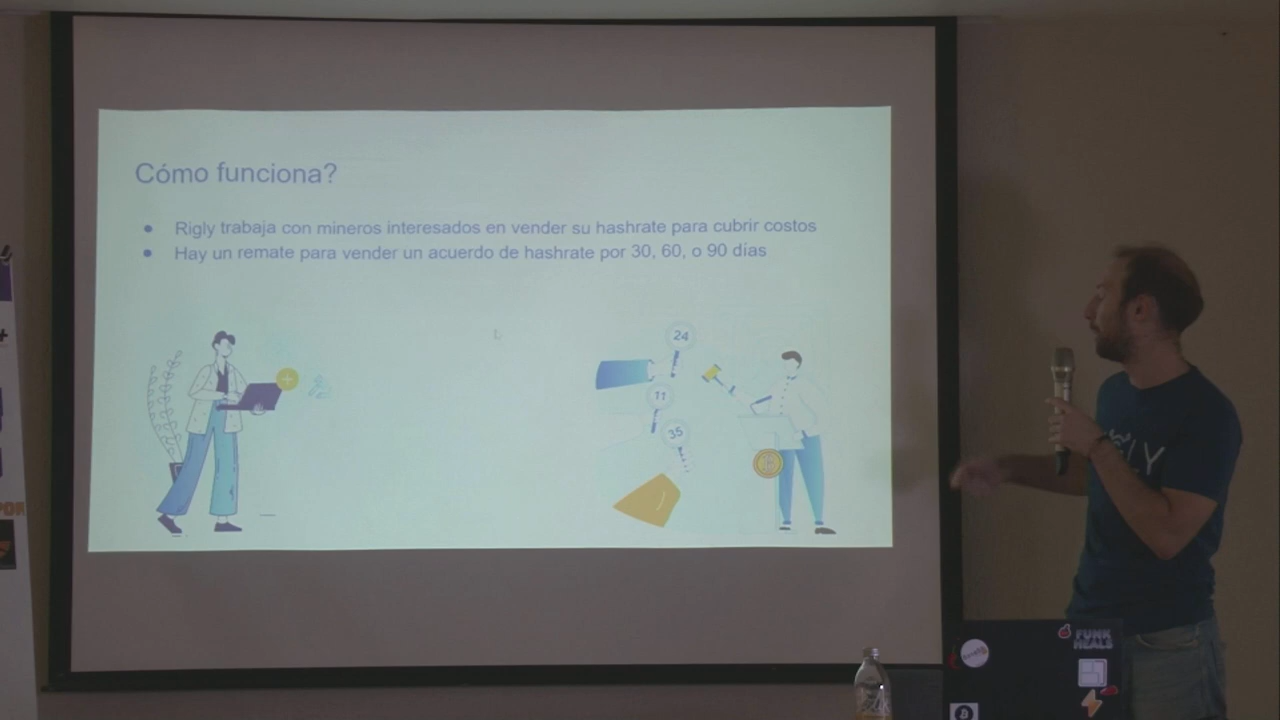 Cómo funciona?
● Rigly trabaja con mineros interesados en vender su hashrate para cubrir costos
● Hay un remate para vender un acuerdo de hashrate por 30, 60, o 90 días
24
11
35
FUNK
HEALS